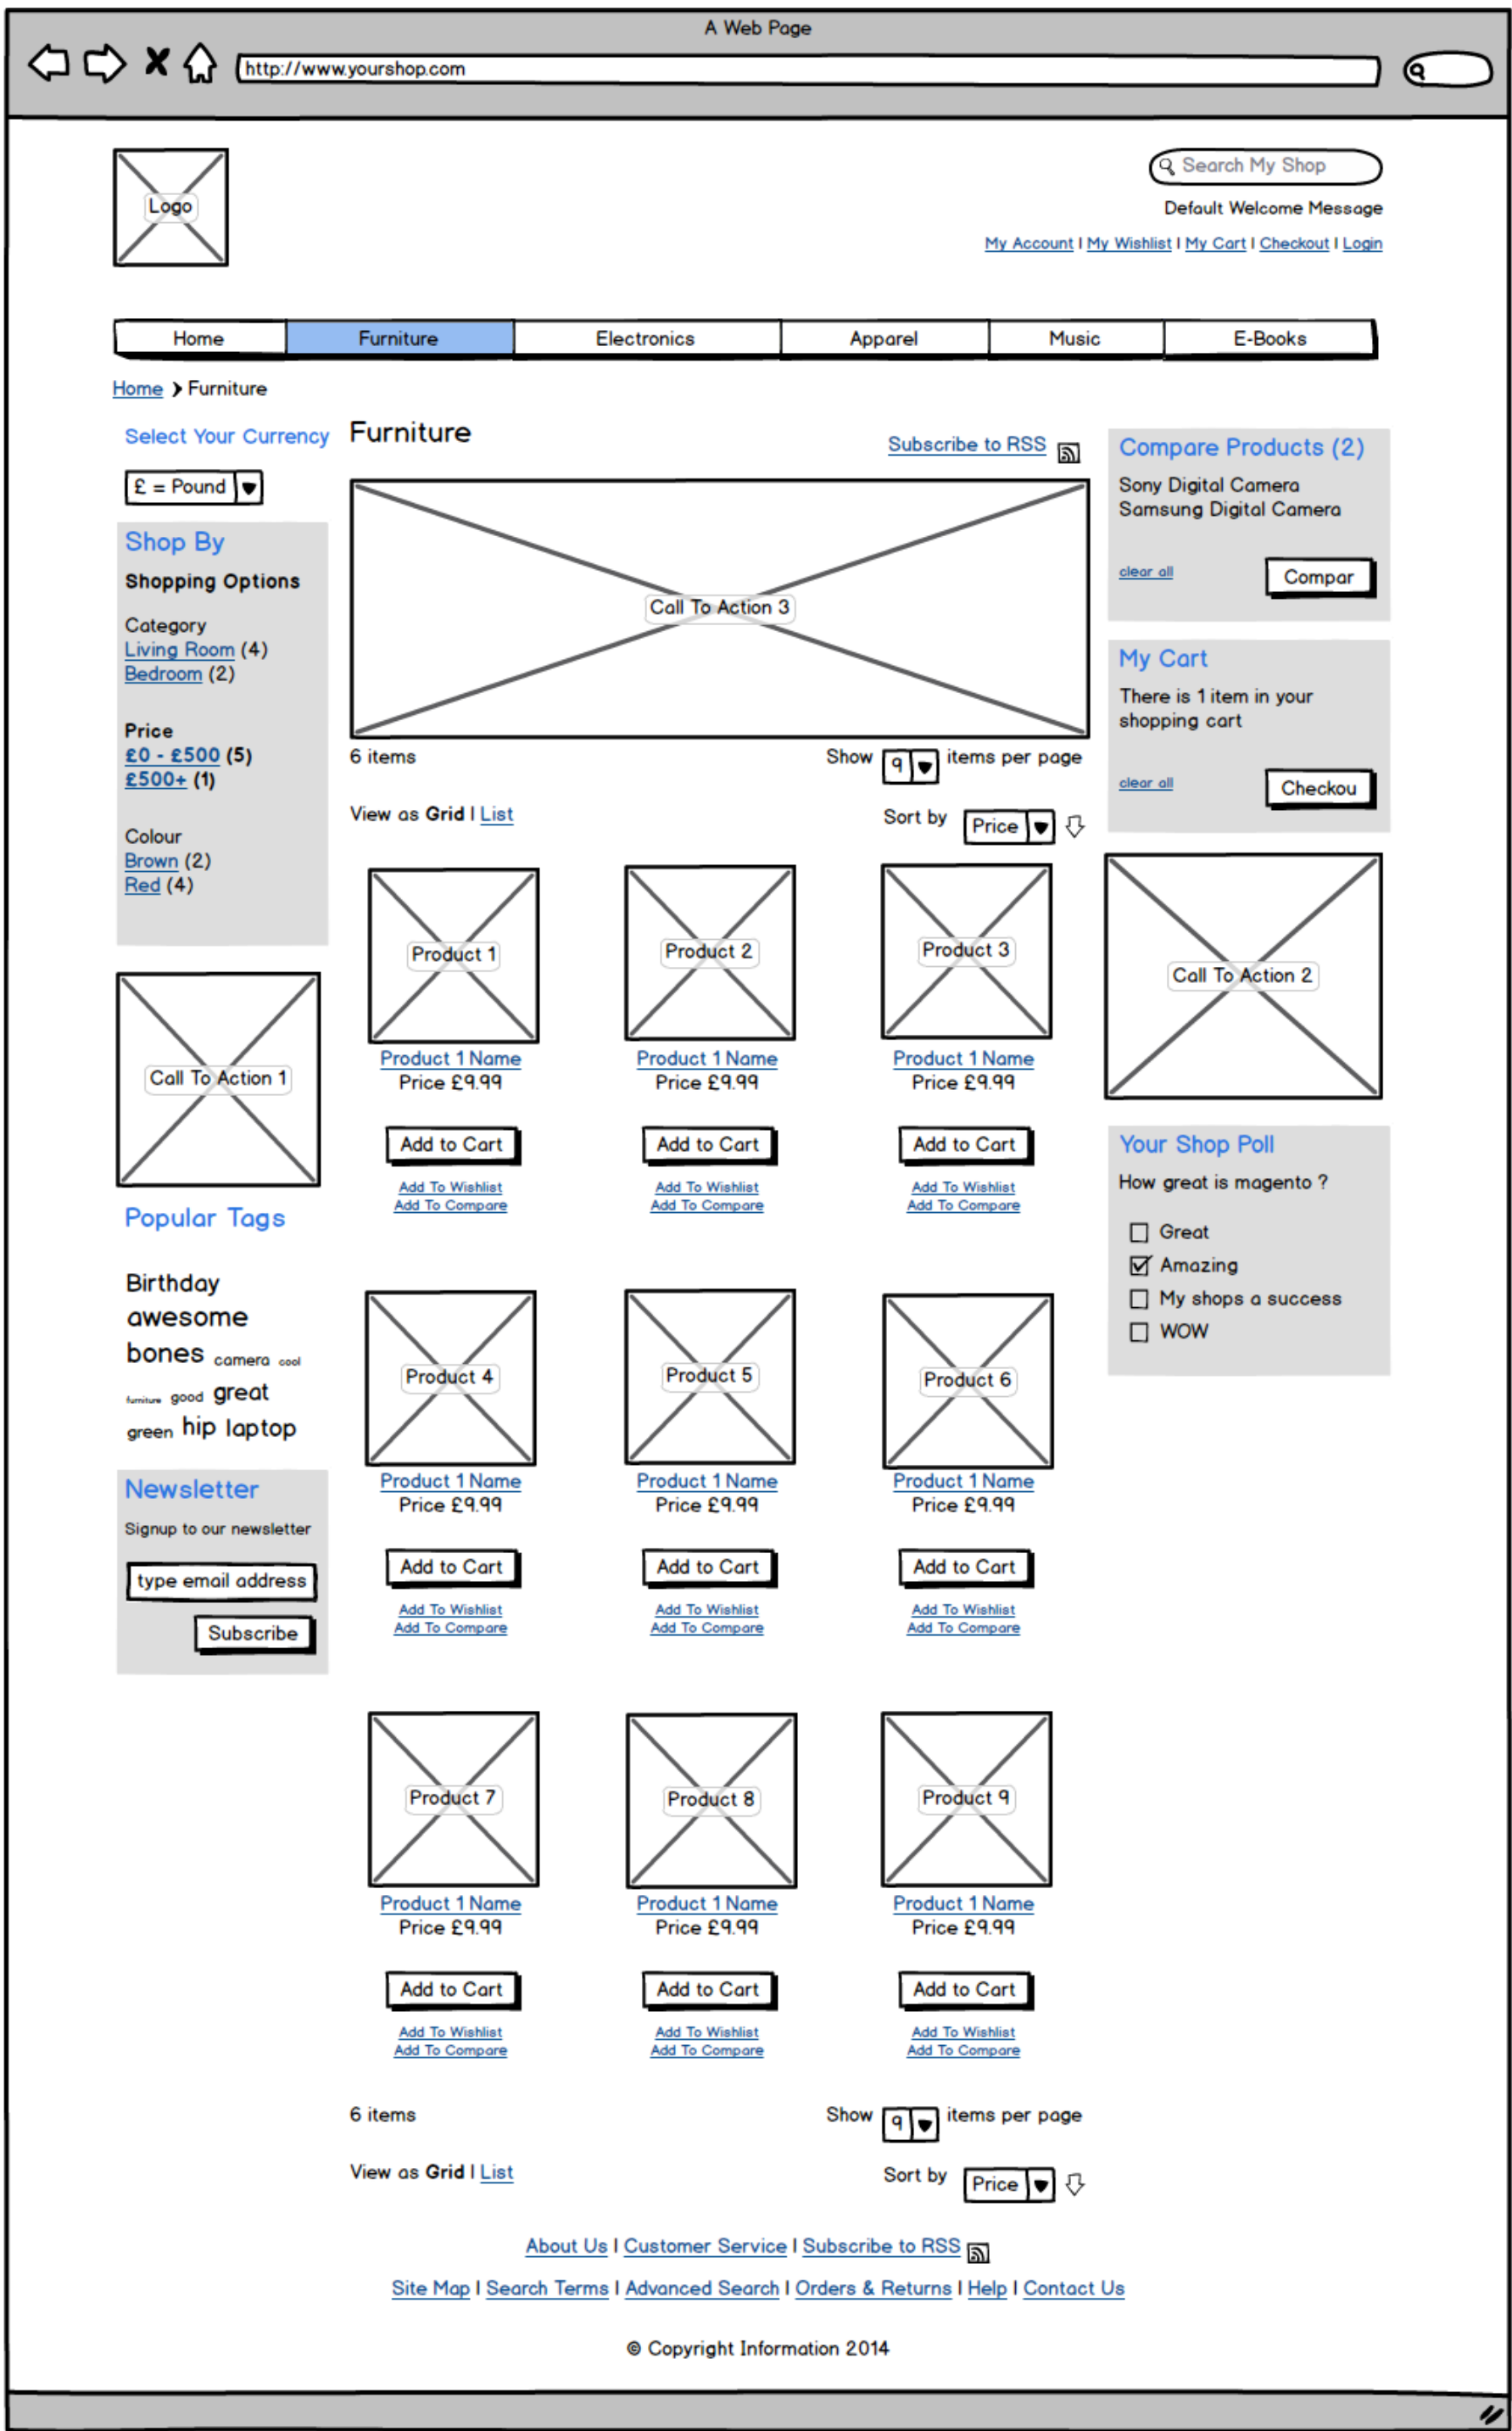 A Web Page
http://www.yourshop.com
Logo
Search My Shop
Default Welcome Message
My Account | My Wishlist | My Cart | Checkout | Login
Home Furniture Electronics Apparel Music E-Books
Home > Furniture
Select Your Currency
£ = Pound
Shop By
Shopping Options
Category
Living Room (4)
Bedroom (2)
Price
£0 - £500 (5)
£500+ (1)
Colour
Brown (2)
Red (4)
Call To Action 1
Popular Tags
Birthday
awesome
bones camera cool
furniture good great
green hip laptop
Newsletter
Signup to our newsletter
type email address
Subscribe
Furniture
Subscribe to RSS
Call To Action 3
6 items Show 9 items per page
View as Grid | List Sort by Price
Product 1 Product 2 Product 3
Product 1 Name Product 1 Name Product 1 Name
Price £9.99 Price £9.99 Price £9.99
Add to Cart Add to Cart Add to Cart
Add To Wishlist Add To Wishlist Add To Wishlist
Add To Compare Add To Compare Add To Compare
Product 4 Product 5 Product 6
Product 1 Name Product 1 Name Product 1 Name
Price £9.99 Price £9.99 Price £9.99
Add to Cart Add to Cart Add to Cart
Add To Wishlist Add To Wishlist Add To Wishlist
Add To Compare Add To Compare Add To Compare
Product 7 Product 8 Product 9
Product 1 Name Product 1 Name Product 1 Name
Price £9.99 Price £9.99 Price £9.99
Add to Cart Add to Cart Add to Cart
Add To Wishlist Add To Wishlist Add To Wishlist
Add To Compare Add To Compare Add To Compare
6 items Show 9 items per page
View as Grid | List Sort by Price
Compare Products (2)
Sony Digital Camera
Samsung Digital Camera
clear all Compar
My Cart
There is 1 item in your
shopping cart
clear all Checkou
Call To Action 2
Your Shop Poll
How great is magento ?
Great
Amazing
My shops a success
WOW
About Us | Customer Service | Subscribe to RSS
Site Map | Search Terms | Advanced Search | Orders & Returns | Help | Contact Us
© Copyright Information 2014